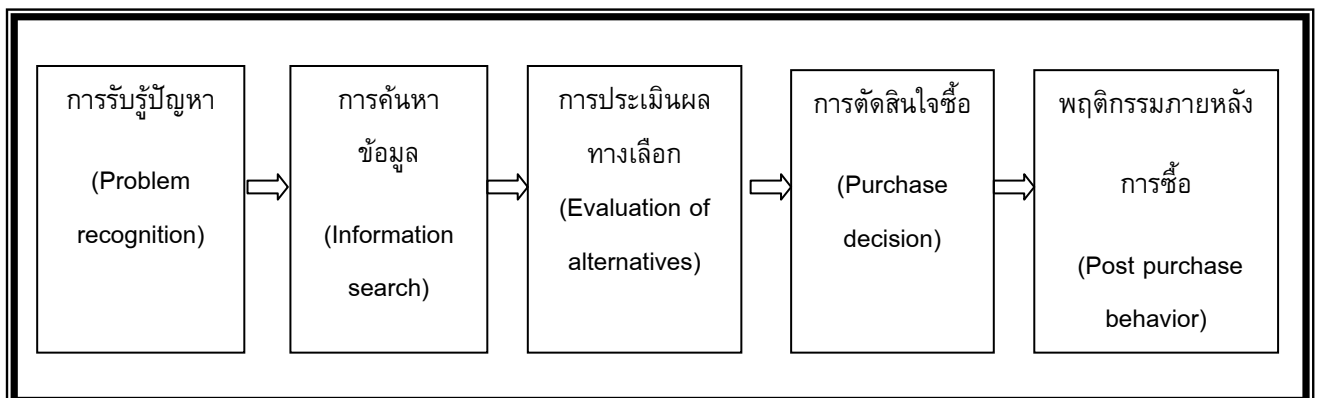 การรับรู้ปัญหา
(Problem
recognition)
การค้นหา
ข้อมูล
(Information
search)
การประเมินผล
ทางเลือก
(Evaluation of
alternatives)
การตัดสินใจซื้อ
(Purchase
decision)
พฤติกรรมภายหลัง
การซื้อ
(Post purchase
behavior)